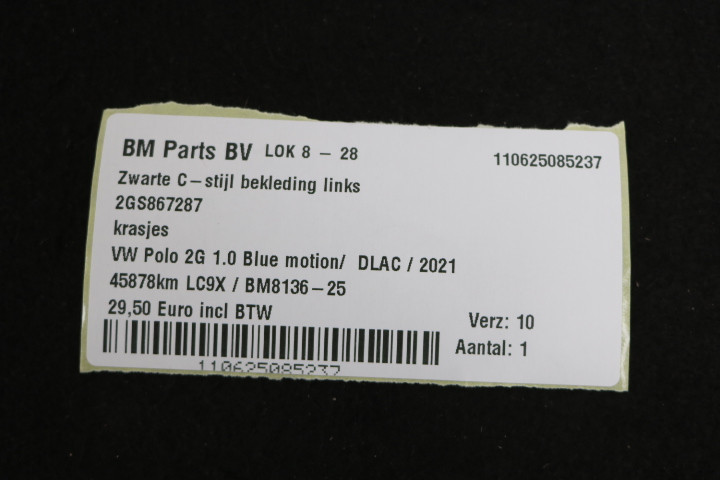 BM Parts BV LOK 8 - 28 110625085237
Zwarte C-stijl bekleding links
2GS867287
krasjes
VW Polo 2G 1.0 Blue motion/ DLAC / 2021
45878km LC9X / BM8136-25
29,50 Euro incl BTW
Verz: 10
Aantal: 1
110625085237